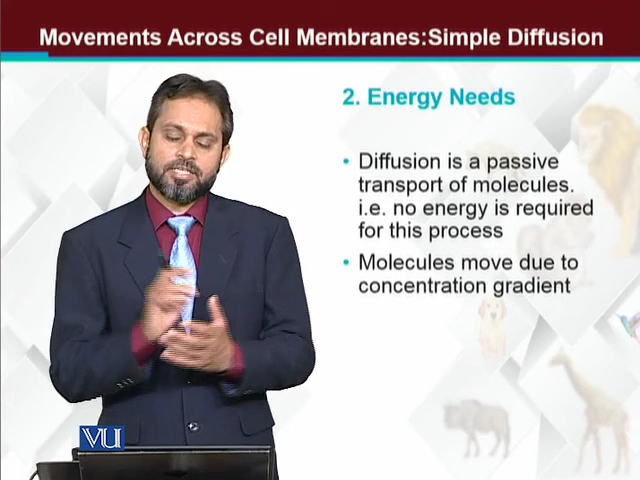 Movements Across Cell Membranes:Simple Diffusion
2. Energy Needs
• Diffusion is a passive
transport of molecules.
i.e. no energy is required
for this process
• Molecules move due to
concentration gradient
VU